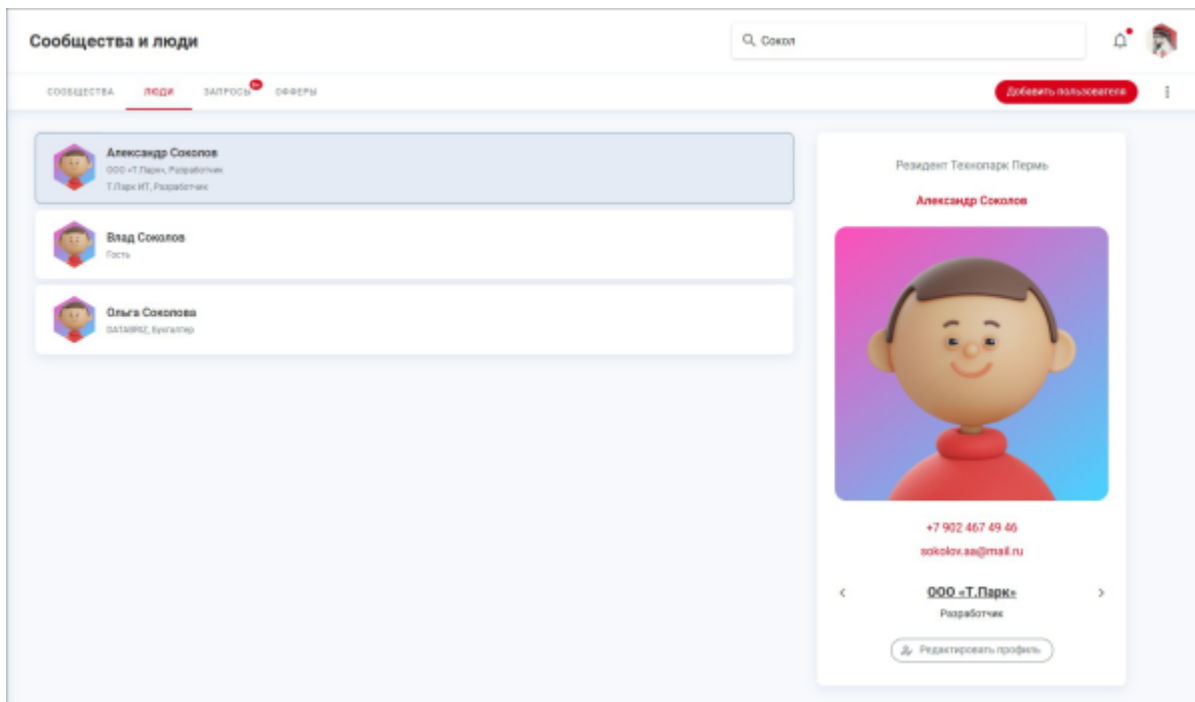 Сообщества и люди
Сокол
СООБЩЕСТВА ЛЮДИ ЗАПРОСЫ 9+ ОФФЕРЫ
Добавить пользователя
Александр Соколов
ООО «Т.Парк», Разработчик
Т.Парк ИТ, Разработчик
Влад Соколов
Гость
Ольга Соколова
DATABRIZ, Бухгалтер
Резидент Технопарк Пермь
Александр Соколов
+7 902 467 49 46
sokolov.aa@mail.ru
ООО «Т.Парк»
Разработчик
Редактировать профиль